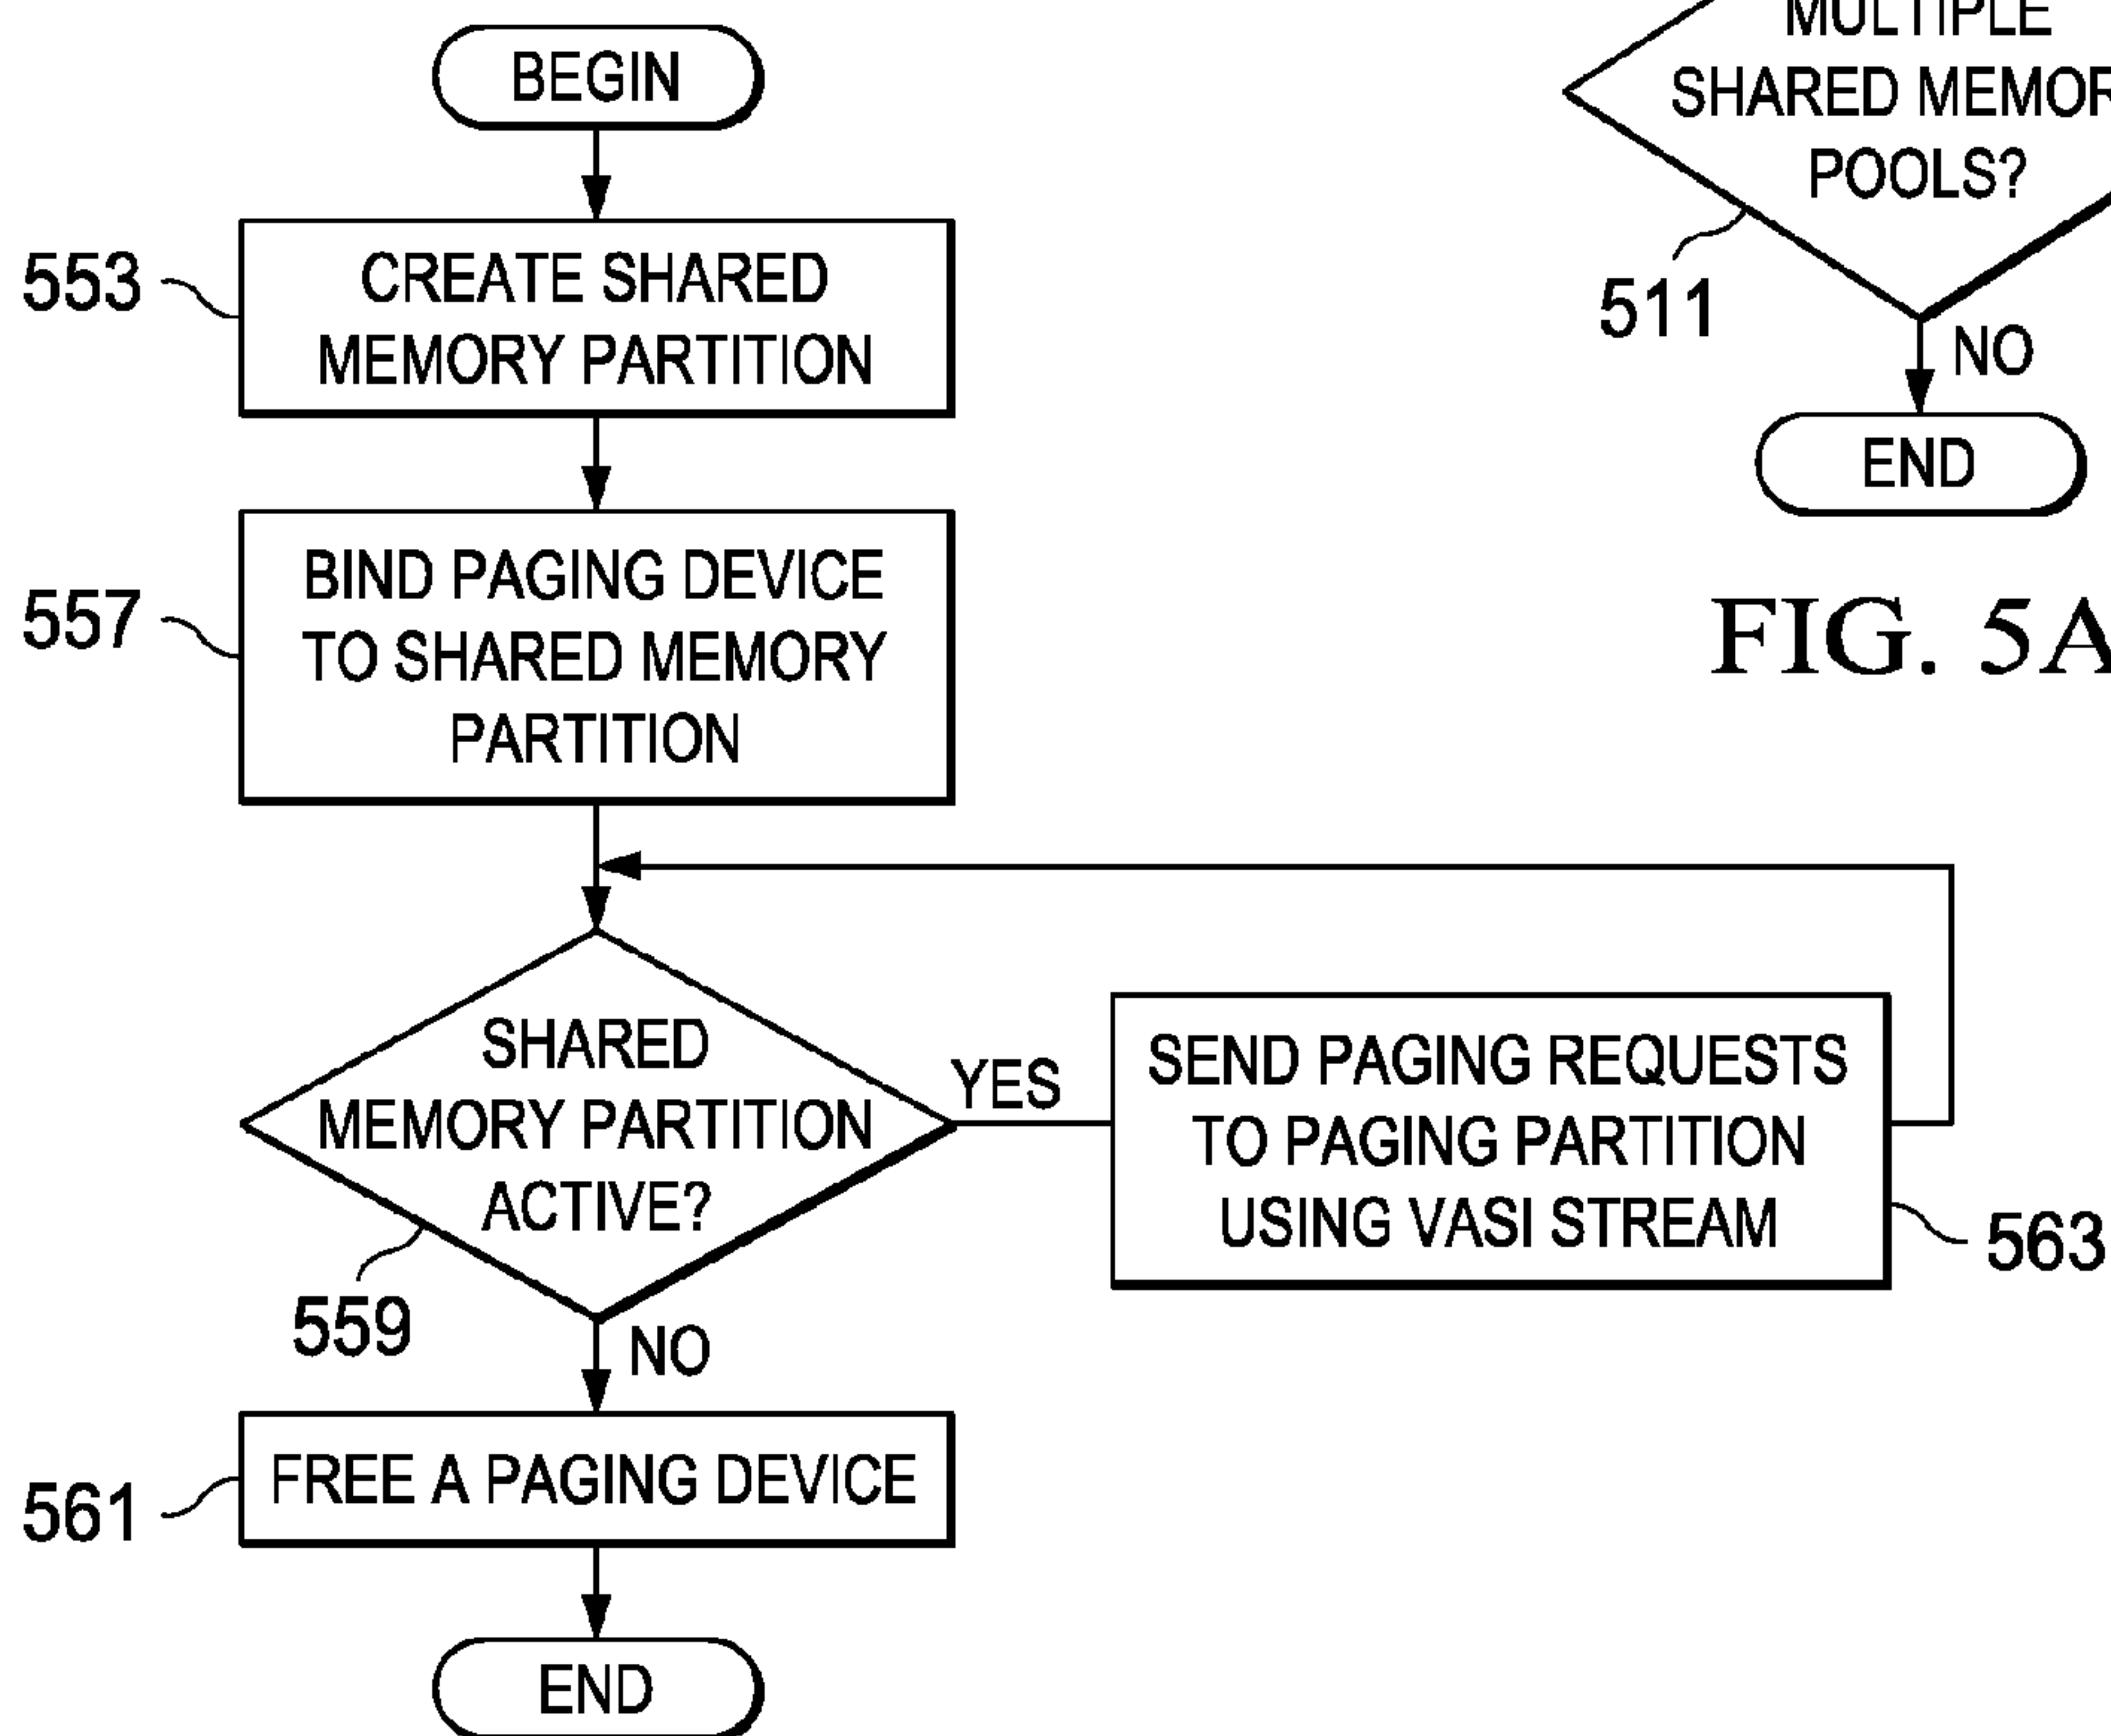 BEGIN
553
CREATE SHARED
MEMORY PARTITION
557
BIND PAGING DEVICE
TO SHARED MEMORY
PARTITION
SHARED
MEMORY PARTITION
ACTIVE?
559
YES
SEND PAGING REQUESTS
TO PAGING PARTITION
USING VASI STREAM
563
NO
561
FREE A PAGING DEVICE
END
MULTIPLE
SHARED MEMOR
POOLS?
511
NO
END
FIG. 5A